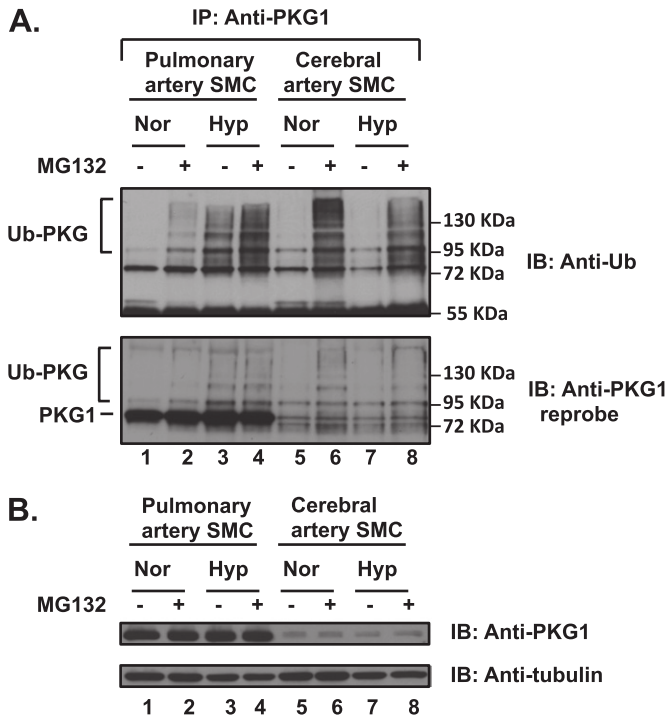 A.
IP: Anti-PKG1
Pulmonary artery SMC
Cerebral artery SMC
Nor Hyp Nor Hyp
MG132 - + - + - + - +
Ub-PKG
130 KDa
95 KDa
72 KDa
55 KDa
IB: Anti-Ub
Ub-PKG
PKG1
130 KDa
95 KDa
72 KDa
IB: Anti-PKG1
reprobe
1 2 3 4 5 6 7 8
B.
Pulmonary artery SMC
Cerebral artery SMC
Nor Hyp Nor Hyp
MG132 - + - + - + - +
IB: Anti-PKG1
IB: Anti-tubulin
1 2 3 4 5 6 7 8